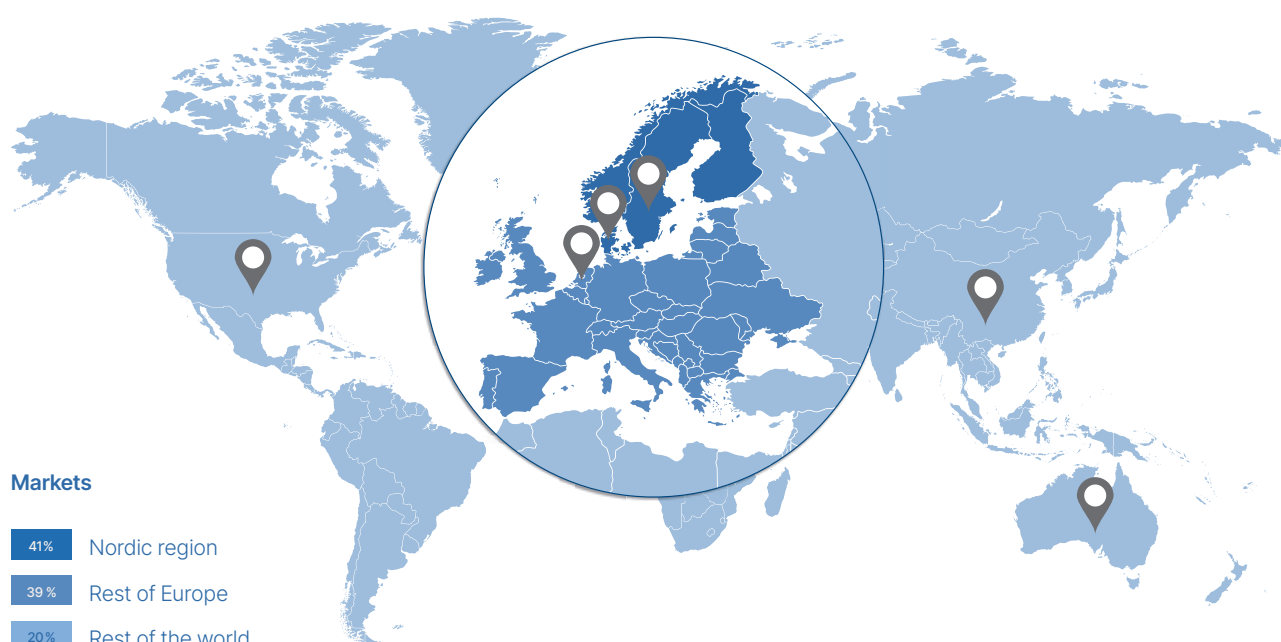 Markets
41% Nordic region
39 % Rest of Europe
20% Rest of the world